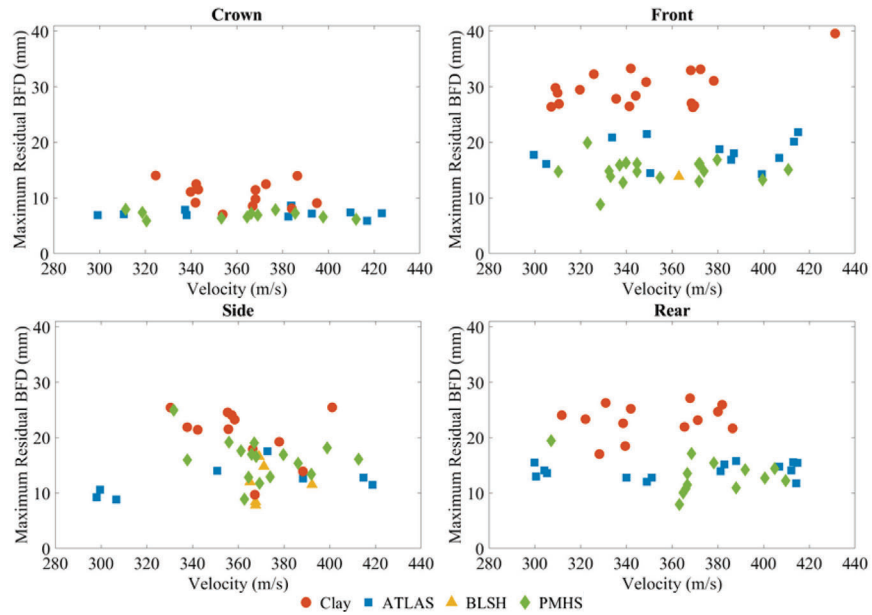 Crown
Maximum Residual BFD (mm)
40
30
20
10
0
280 300 320 340 360 380 400 420 440
Velocity (m/s)
Front
Maximum Residual BFD (mm)
40
30
20
10
0
280 300 320 340 360 380 400 420 440
Velocity (m/s)
Side
Maximum Residual BFD (mm)
40
30
20
10
0
280 300 320 340 360 380 400 420 440
Velocity (m/s)
Rear
Maximum Residual BFD (mm)
40
30
20
10
0
280 300 320 340 360 380 400 420 440
Velocity (m/s)
Clay ATLAS BLSH PMHS